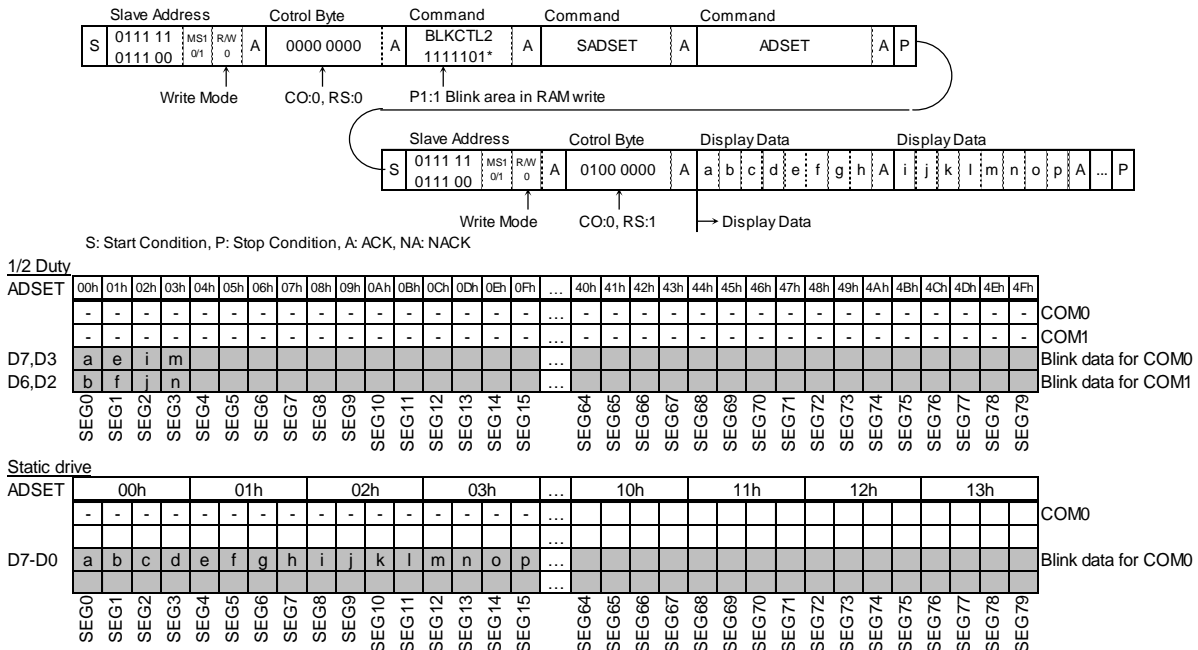 Slave Address Cotrol Byte Command Command Command
S 0111 11 0111 00 MS1 0/1 R/W 0 A 0000 0000 A BLKCTL2 1111101* A SADSET A ADSET A P
Write Mode CO:0, RS:0 P1:1 Blink area in RAM write
Slave Address Cotrol Byte Display Data Display Data
S 0111 11 0111 00 MS1 0/1 R/W 0 A 0100 0000 A a b c d e f g h A i j k l m n o p A ... P
Write Mode CO:0, RS:1 Display Data
S: Start Condition, P: Stop Condition, A: ACK, NA: NACK
1/2 Duty
ADSET 00h 01h 02h 03h 04h 05h 06h 07h 08h 09h 0Ah 0Bh 0Ch 0Dh 0Eh 0Fh ... 40h 41h 42h 43h 44h 45h 46h 47h 48h 49h 4Ah 4Bh 4Ch 4Dh 4Eh 4Fh
- - - - - - - - - - - - - - - - ... - - - - - - - - - - - - - - - - COM0
- - - - - - - - - - - - - - - - ... - - - - - - - - - - - - - - - - COM1
D7,D3 a e i m ... Blink data for COM0
D6,D2 b f j n ... Blink data for COM1
SEG0 SEG1 SEG2 SEG3 SEG4 SEG5 SEG6 SEG7 SEG8 SEG9 SEG10 SEG11 SEG12 SEG13 SEG14 SEG15 SEG64 SEG65 SEG66 SEG67 SEG68 SEG69 SEG70 SEG71 SEG72 SEG73 SEG74 SEG75 SEG76 SEG77 SEG78 SEG79
Static drive
ADSET 00h 01h 02h 03h ... 10h 11h 12h 13h
- - - - - - - - - - - - - - - - ... COM0
...
D7-D0 a b c d e f g h i j k l m n o p ... Blink data for COM0
...
SEG0 SEG1 SEG2 SEG3 SEG4 SEG5 SEG6 SEG7 SEG8 SEG9 SEG10 SEG11 SEG12 SEG13 SEG14 SEG15 SEG64 SEG65 SEG66 SEG67 SEG68 SEG69 SEG70 SEG71 SEG72 SEG73 SEG74 SEG75 SEG76 SEG77 SEG78 SEG79